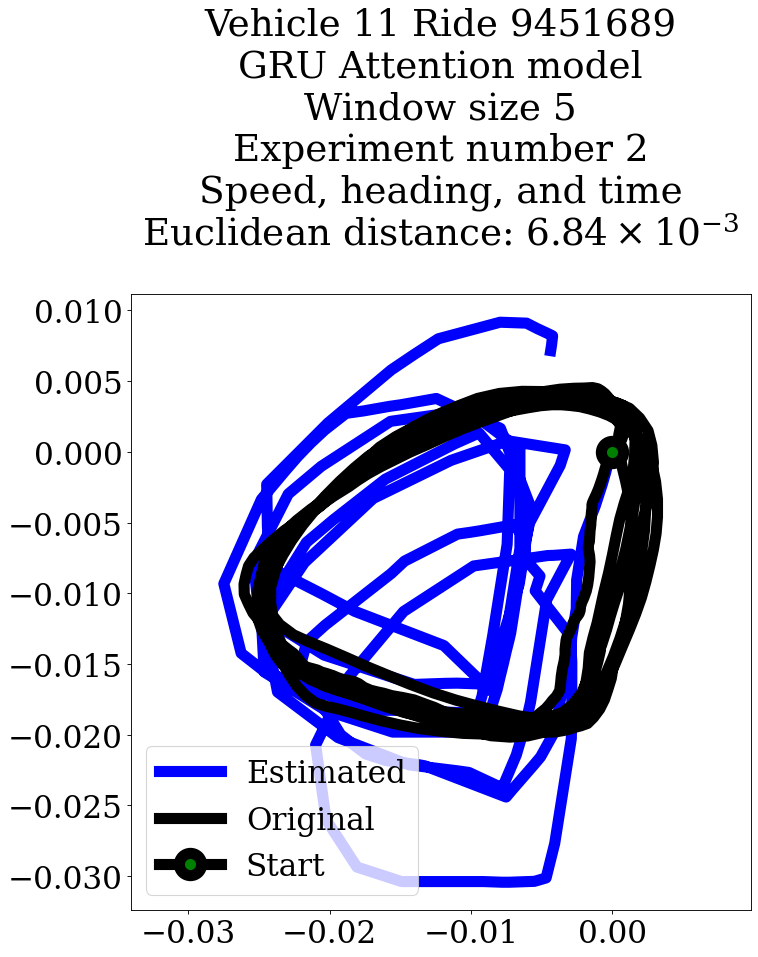 Vehicle 11 Ride 9451689
GRU Attention model
Window size 5
Experiment number 2
Speed, heading, and time
Euclidean distance: 6.84 × 10⁻³
0.010
0.005
0.000
−0.005
−0.010
−0.015
−0.020
−0.025
−0.030
Estimated
Original
Start
−0.03 −0.02 −0.01 0.00